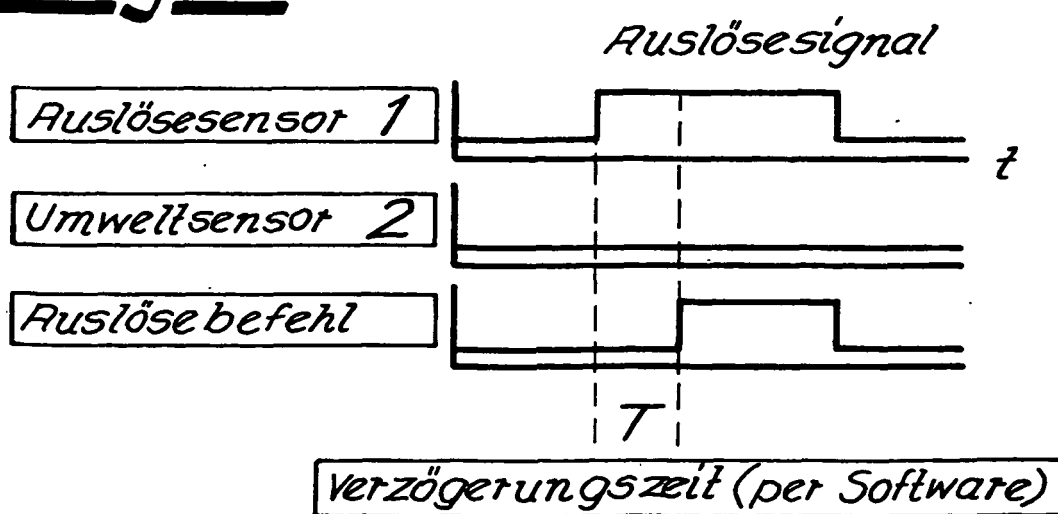 Auslösesignal
Auslösesensor 1
t
Umweltsensor 2
Auslösebefehl
T
Verzögerungszeit (per Software)